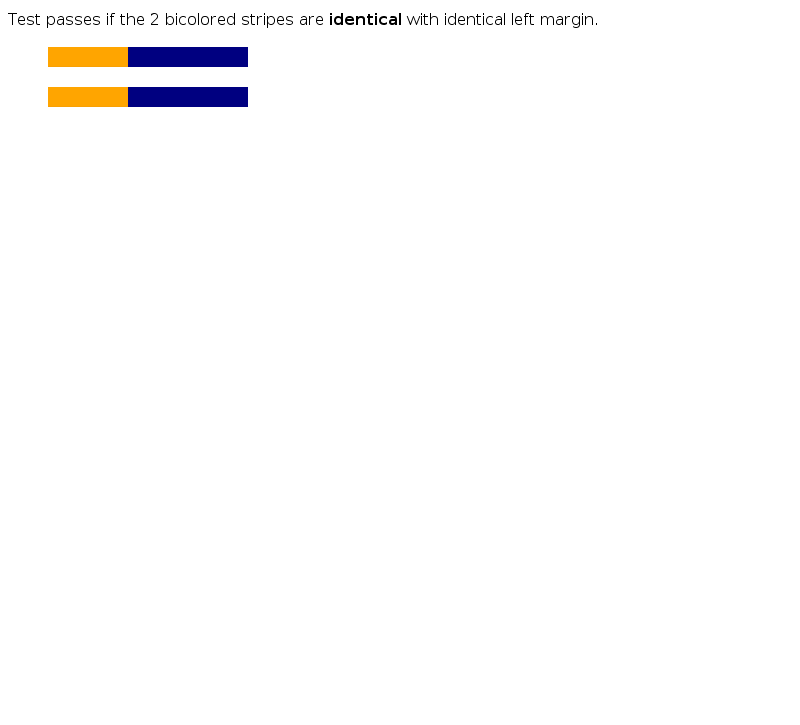 Test passes if the 2 bicolored stripes are identical with identical left margin.